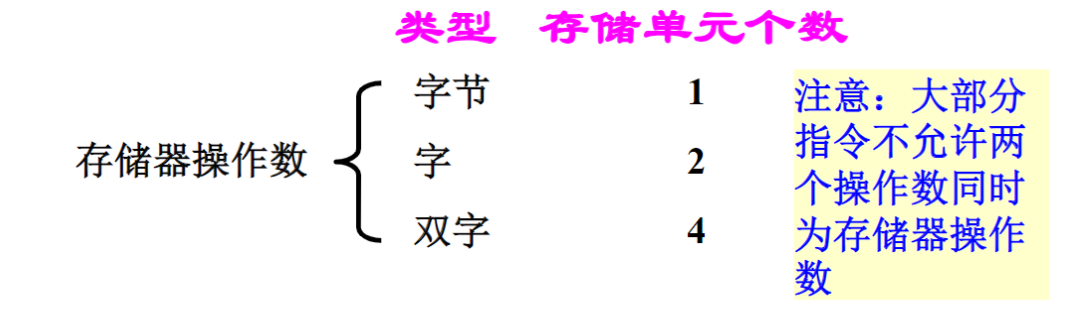 类型 存储单元个数
存储器操作数
字节 1
字 2
双字 4
注意：大部分
指令不允许两
个操作数同时
为存储器操作
数